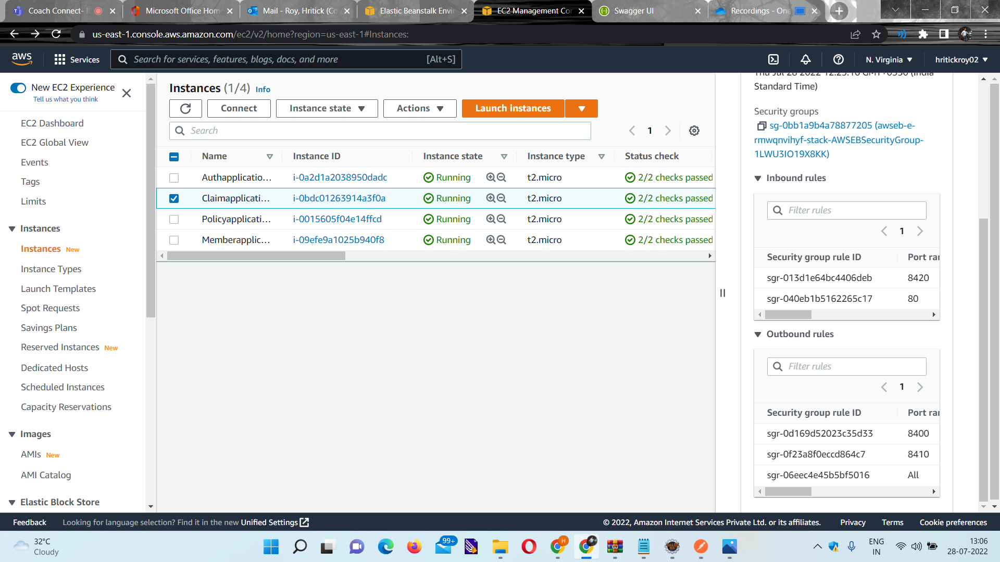 Coach Connect- I
Microsoft Office Hom
Mail - Roy, Hritick (Co
Elastic Beanstalk Envir
EC2 Management Co
Swagger UI
Recordings - One
us-east-1.console.aws.amazon.com/ec2/v2/home?region=us-east-1#Instances:
aws
Services
Search for services, features, blogs, docs, and more
[Alt+S]
N. Virginia
hritickroy02
New EC2 Experience
Tell us what you think
EC2 Dashboard
EC2 Global View
Events
Tags
Limits
Instances
Instances New
Instance Types
Launch Templates
Spot Requests
Savings Plans
Reserved Instances New
Dedicated Hosts
Scheduled Instances
Capacity Reservations
Images
AMIs New
AMI Catalog
Elastic Block Store
Instances (1/4) Info
Connect
Instance state
Actions
Launch instances
Search
1
Name Instance ID Instance state Instance type Status check
Authapplicatio... i-0a2d1a2038950dadc Running t2.micro 2/2 checks passed
Claimapplicati... i-0bdc01263914a3f0a Running t2.micro 2/2 checks passed
Policyapplicati... i-0015605f04e14ffcd Running t2.micro 2/2 checks passed
Memberapplic... i-09efe9a1025b940f8 Running t2.micro 2/2 checks passed
Thu Jul 28 2022 12:25:16 GMT+0530 (India
Standard Time)
Security groups
sg-0bb1a9b4a78877205 (awseb-e-
rmwqnvihyf-stack-AWSEBSecurityGroup-
1LWU3IO19X8KK)
Inbound rules
Filter rules
1
Security group rule ID Port ran
sgr-013d1e64bc4406deb 8420
sgr-040eb1b5162265c17 80
Outbound rules
Filter rules
1
Security group rule ID Port ran
sgr-0d169d52023c35d33 8400
sgr-0f23a8f0eccd864c7 8410
sgr-06eec4e45b5bf5016 All
Feedback
Looking for language selection? Find it in the new Unified Settings
© 2022, Amazon Internet Services Private Ltd. or its affiliates.
Privacy
Terms
Cookie preferences
32°C
Cloudy
99+
H
ENG
IN
13:06
28-07-2022